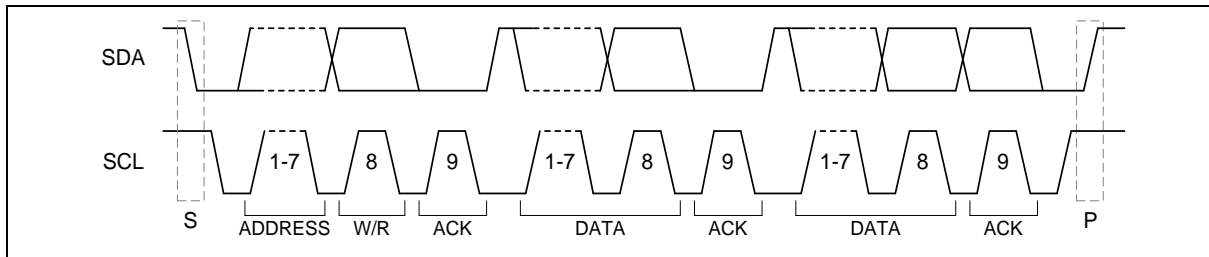 SDA
SCL
1-7 8 9 1-7 8 9 1-7 8 9
S ADDRESS W/R ACK DATA ACK DATA ACK P